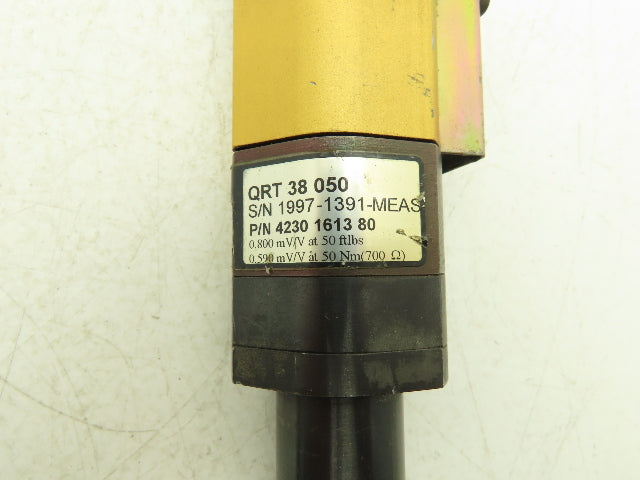 QRT 38 050
S/N 1997-1391-MEAS
P/N 4230 1613 80
0.800 mV/V at 50 ftlbs
0.590 mV/V at 50 Nm(700 Ω)